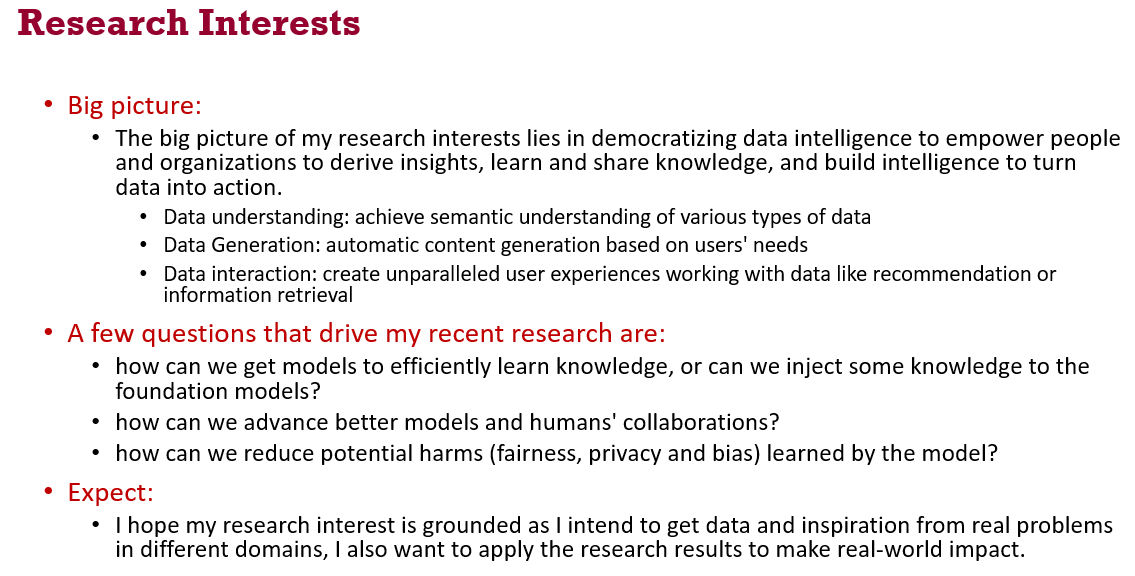 Research Interests
• Big picture:
• The big picture of my research interests lies in democratizing data intelligence to empower people
and organizations to derive insights, learn and share knowledge, and build intelligence to turn
data into action.
• Data understanding: achieve semantic understanding of various types of data
• Data Generation: automatic content generation based on users' needs
• Data interaction: create unparalleled user experiences working with data like recommendation or
information retrieval
• A few questions that drive my recent research are:
• how can we get models to efficiently learn knowledge, or can we inject some knowledge to the
foundation models?
• how can we advance better models and humans' collaborations?
• how can we reduce potential harms (fairness, privacy and bias) learned by the model?
• Expect:
• I hope my research interest is grounded as I intend to get data and inspiration from real problems
in different domains, I also want to apply the research results to make real-world impact.